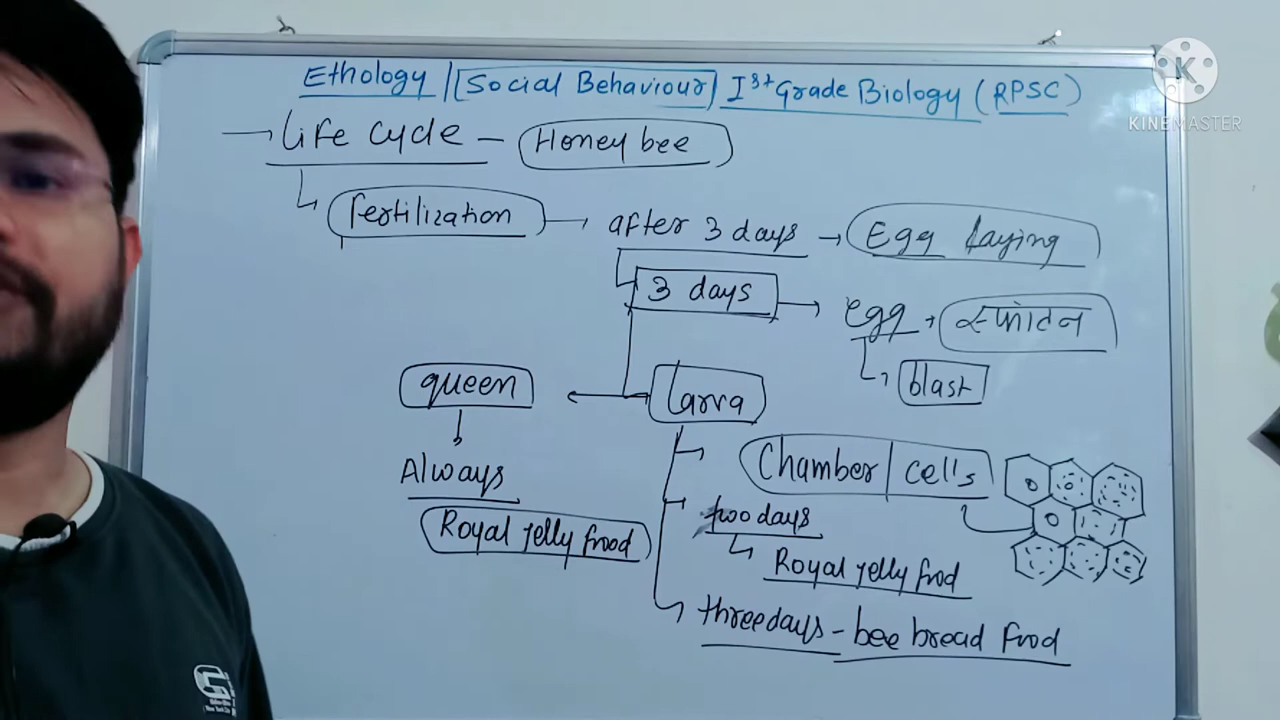 Ethology / [Social Behaviour] Ist Grade Biology (RPSC)
KINEMASTER
→ Life Cycle - Honey bee
fertilization → after 3 days → Egg laying
3 days → egg → स्फोटन
blast
queen ← Larva
Always
Royal jelly food
Chamber / cells
two days
Royal jelly food
three days - bee bread food